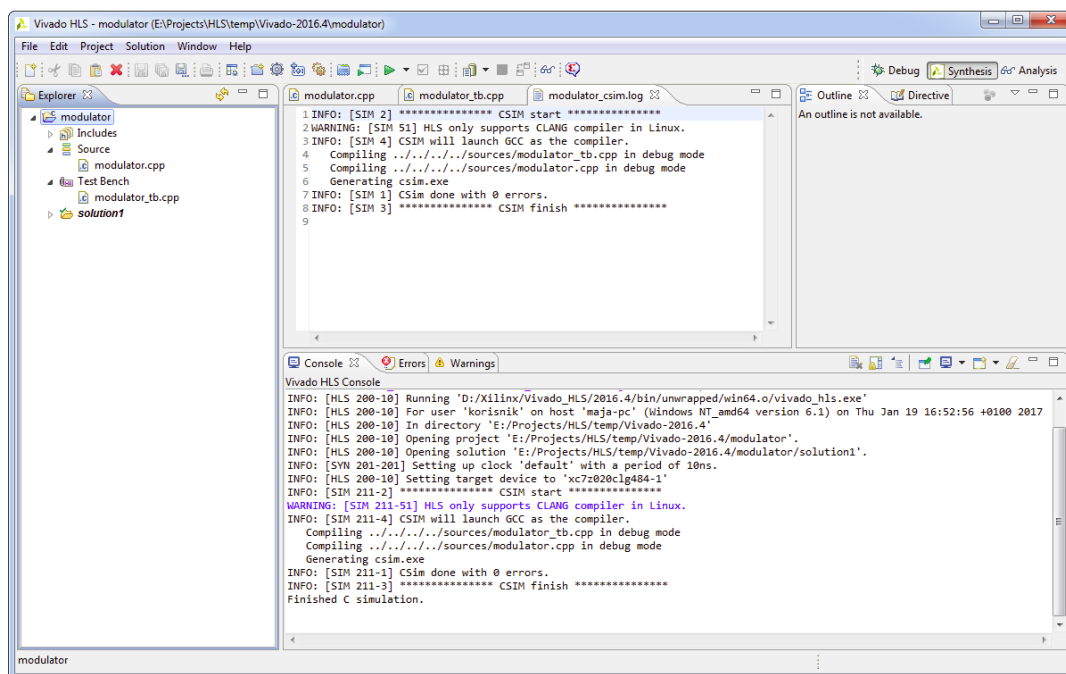 Vivado HLS - modulator (E:\Projects\HLS\temp\Vivado-2016.4\modulator)
File Edit Project Solution Window Help
Debug Synthesis Analysis
Explorer
modulator
Includes
Source
modulator.cpp
Test Bench
modulator_tb.cpp
solution1
modulator.cpp modulator_tb.cpp modulator_csim.log
1 INFO: [SIM 2] *************** CSIM start ***************
2 WARNING: [SIM 51] HLS only supports CLANG compiler in Linux.
3 INFO: [SIM 4] CSIM will launch GCC as the compiler.
4 Compiling ../../../../sources/modulator_tb.cpp in debug mode
5 Compiling ../../../../sources/modulator.cpp in debug mode
6 Generating csim.exe
7 INFO: [SIM 1] CSim done with 0 errors.
8 INFO: [SIM 3] *************** CSIM finish ***************
9
Outline Directive
An outline is not available.
Console Errors Warnings
Vivado HLS Console
INFO: [HLS 200-10] Running 'D:/Xilinx/Vivado_HLS/2016.4/bin/unwrapped/win64.o/vivado_hls.exe'
INFO: [HLS 200-10] For user 'korisnik' on host 'maja-pc' (Windows NT_amd64 version 6.1) on Thu Jan 19 16:52:56 +0100 2017
INFO: [HLS 200-10] In directory 'E:/Projects/HLS/temp/Vivado-2016.4'
INFO: [HLS 200-10] Opening project 'E:/Projects/HLS/temp/Vivado-2016.4/modulator'.
INFO: [HLS 200-10] Opening solution 'E:/Projects/HLS/temp/Vivado-2016.4/modulator/solution1'.
INFO: [SYN 201-201] Setting up clock 'default' with a period of 10ns.
INFO: [HLS 200-10] Setting target device to 'xc7z020clg484-1'
INFO: [SIM 211-2] *************** CSIM start ***************
WARNING: [SIM 211-51] HLS only supports CLANG compiler in Linux.
INFO: [SIM 211-4] CSIM will launch GCC as the compiler.
Compiling ../../../../sources/modulator_tb.cpp in debug mode
Compiling ../../../../sources/modulator.cpp in debug mode
Generating csim.exe
INFO: [SIM 211-1] CSim done with 0 errors.
INFO: [SIM 211-3] *************** CSIM finish ***************
Finished C simulation.
modulator